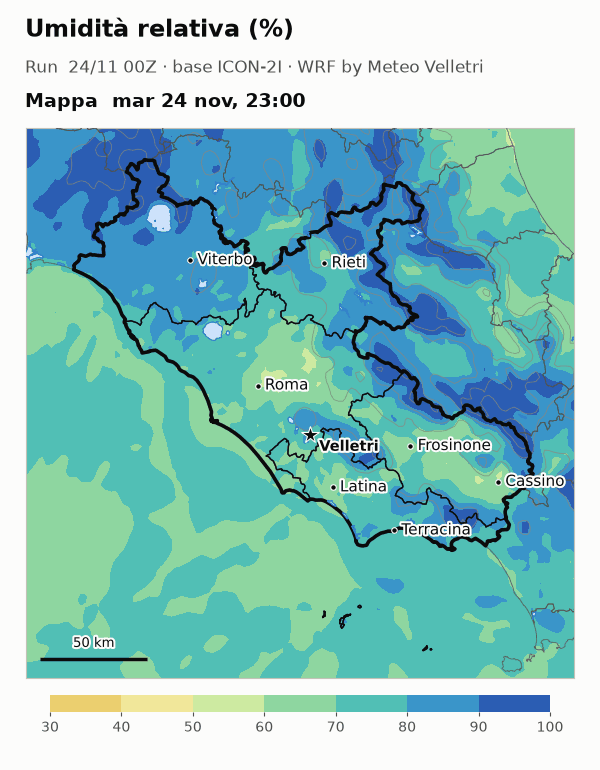 Umidità relativa (%)
Run  24/11 00Z · base ICON-2I · WRF by Meteo Velletri
Mappa  mar 24 nov, 23:00
Viterbo
Rieti
Roma
Velletri
Frosinone
Cassino
Latina
Terracina
50 km
30 40 50 60 70 80 90 100